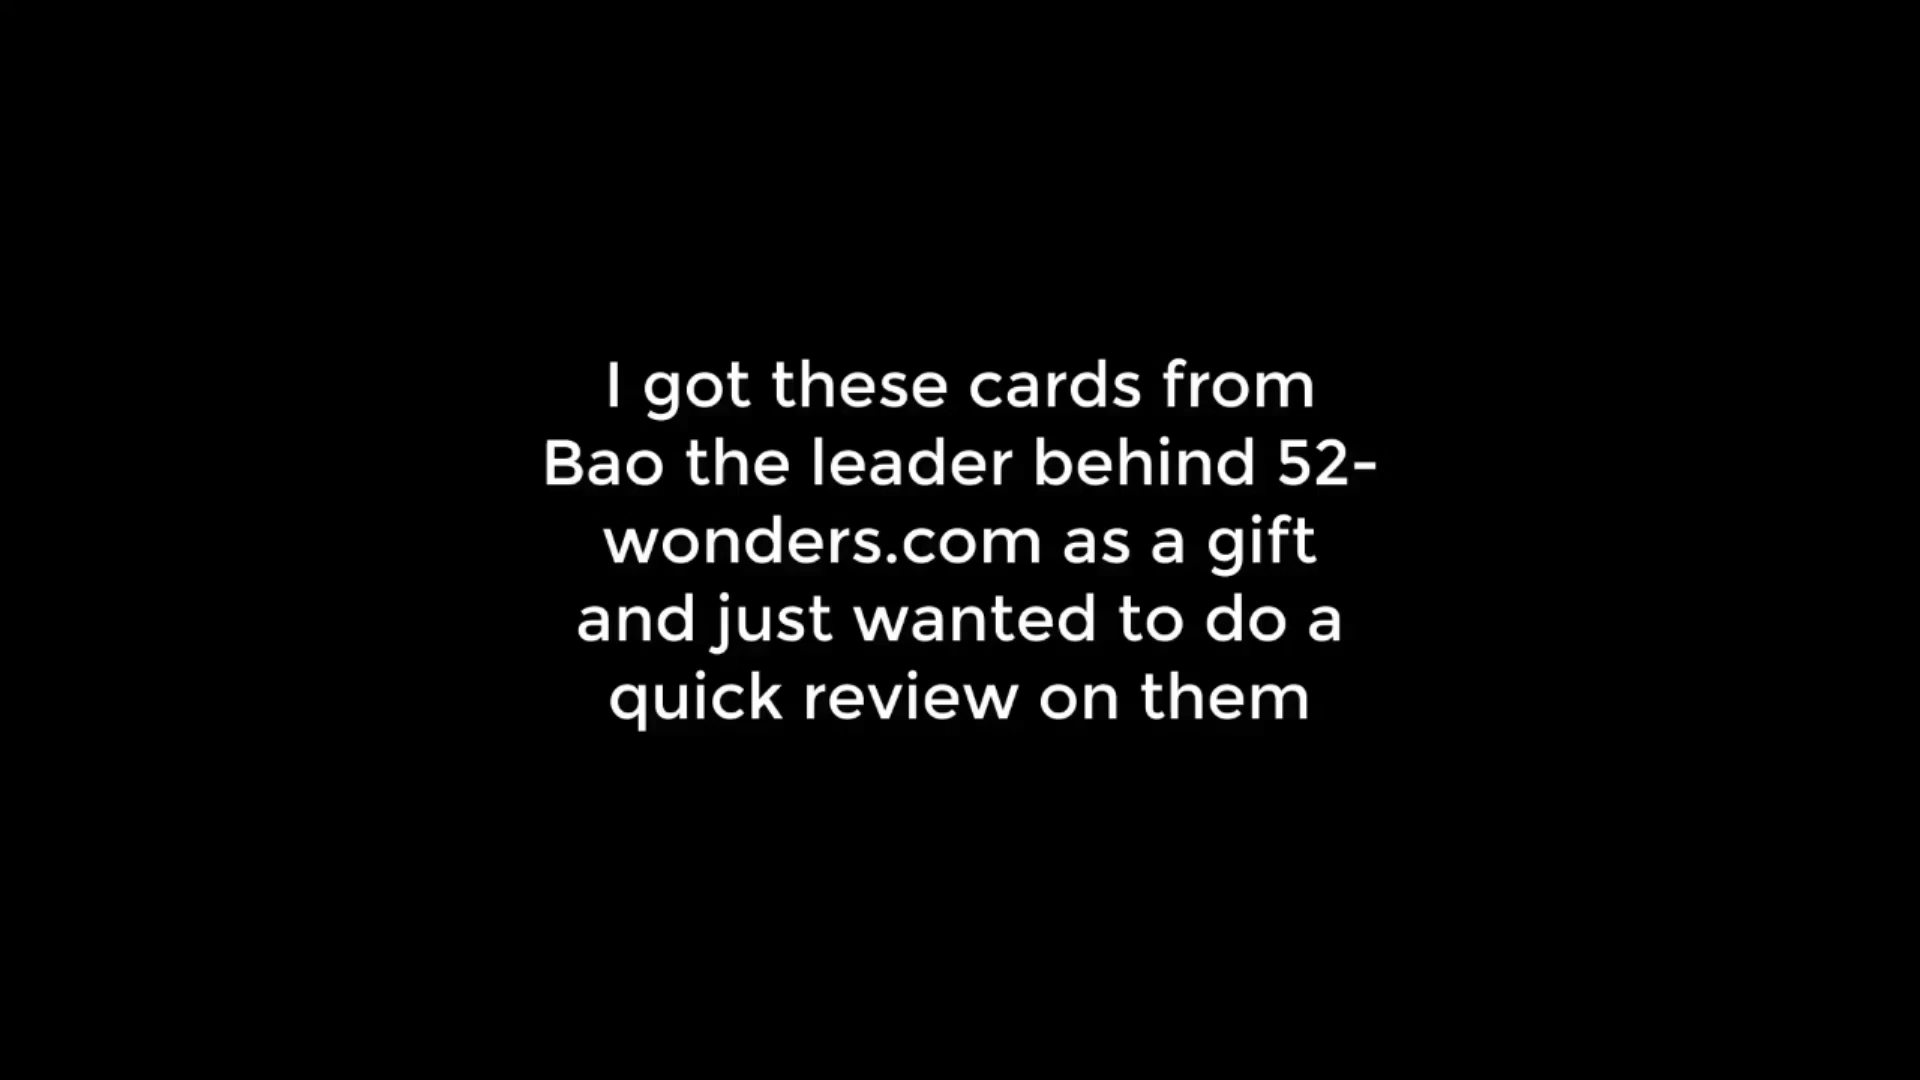 I got these cards from
Bao the leader behind 52-
wonders.com as a gift
and just wanted to do a
quick review on them